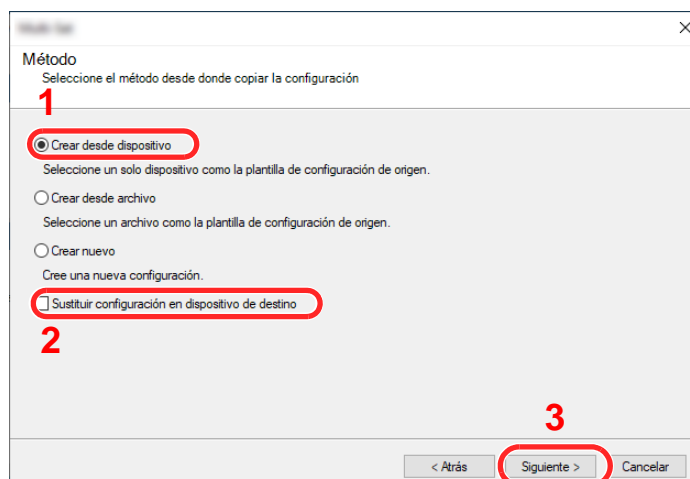 Método
Seleccione el método desde donde copiar la configuración
1
Crear desde dispositivo
Seleccione un solo dispositivo como la plantilla de configuración de origen.
Crear desde archivo
Seleccione un archivo como la plantilla de configuración de origen.
Crear nuevo
Cree una nueva configuración.
Sustituir configuración en dispositivo de destino
2
3
< Atrás
Siguiente >
Cancelar